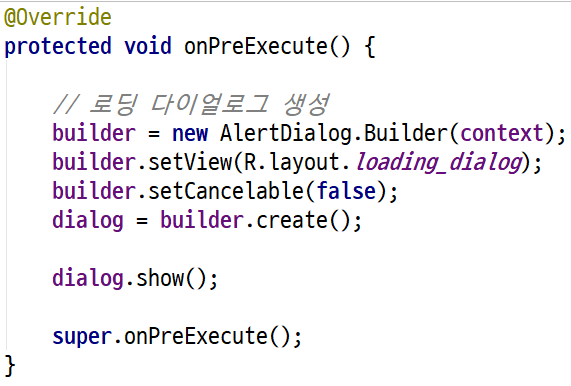 @Override
protected void onPreExecute() {
// 로딩 다이얼로그 생성
builder = new AlertDialog.Builder(context);
builder.setView(R.layout.loading_dialog);
builder.setCancelable(false);
dialog = builder.create();
dialog.show();
super.onPreExecute();
}